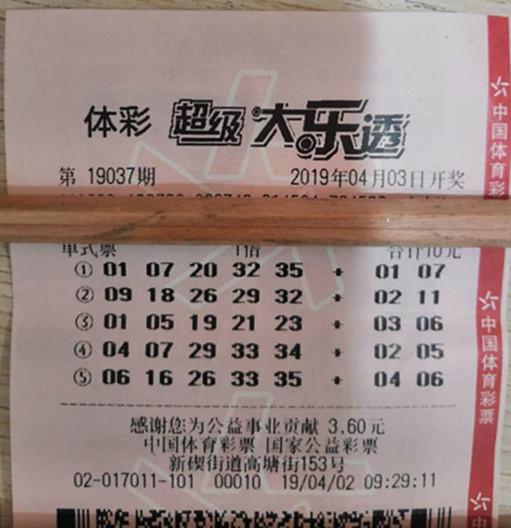 体彩 超级大乐透
第 19037期 2019年04月03日开奖
单式票 1倍 合计10元
① 01 07 20 32 35 + 01 07
② 09 18 26 29 32 + 02 11
③ 01 05 19 21 23 + 03 06
④ 04 07 29 33 34 + 02 05
⑤ 06 16 26 33 35 + 04 06
感谢您为公益事业贡献 3.60元
中国体育彩票 国家公益彩票
新碶街道高塘街153号
02-017011-101 00010 19/04/02 09:29:11
中国体育彩
中国体育彩票
中